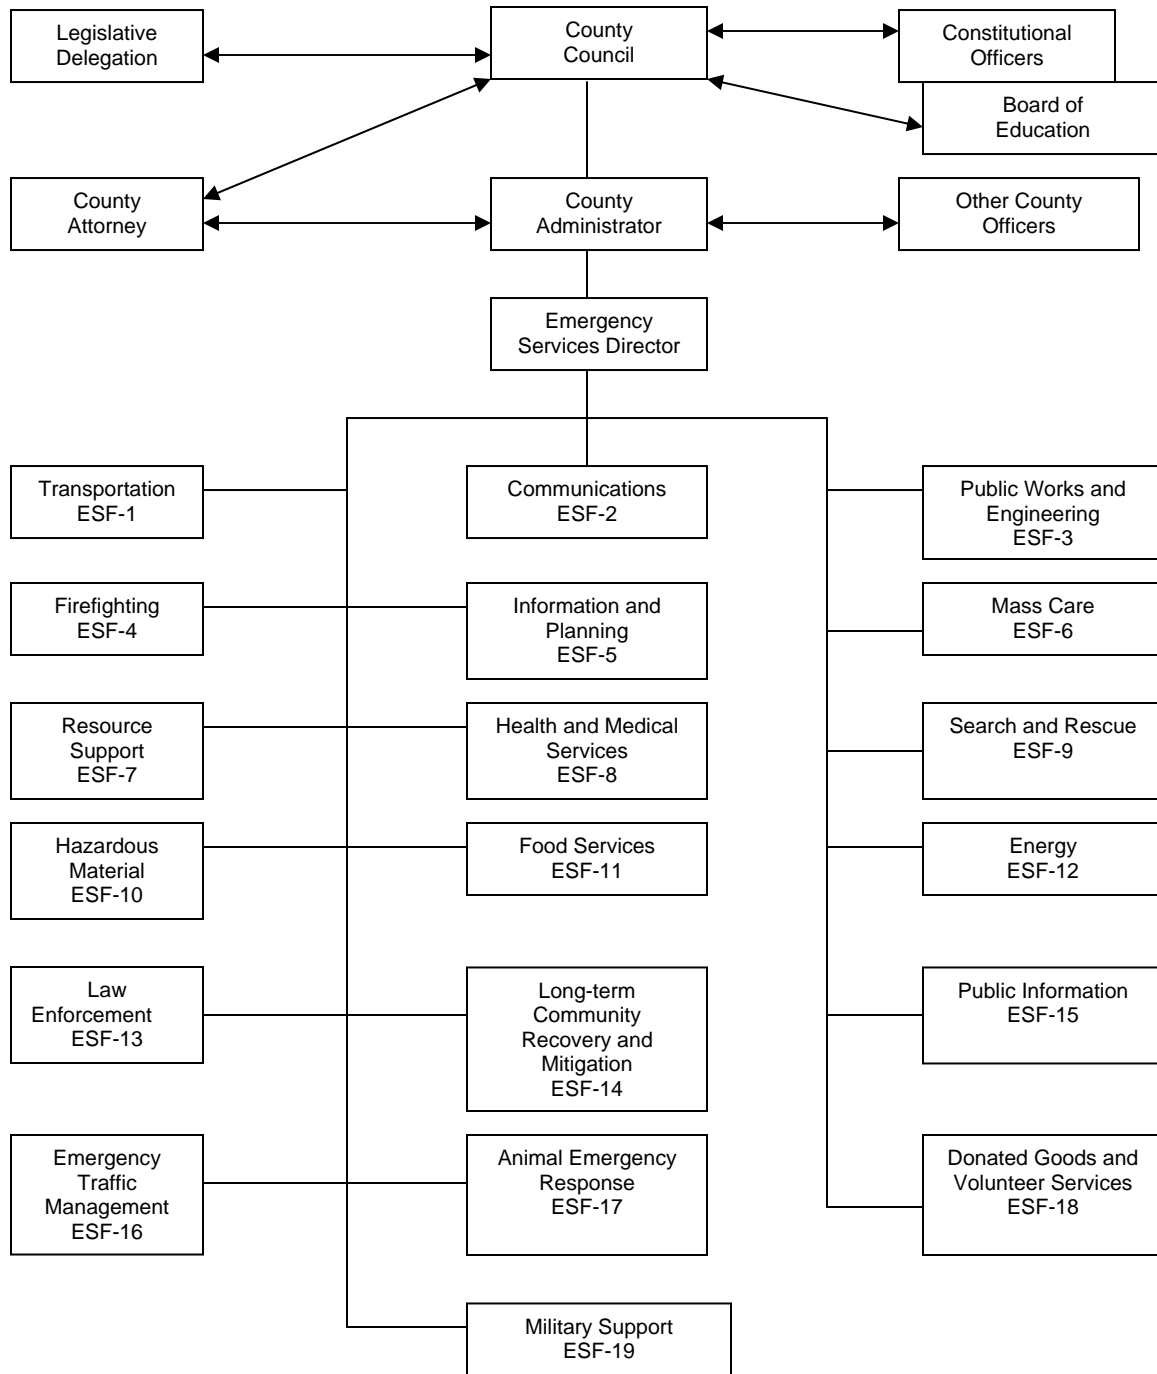 Legislative
Delegation
County
Council
Constitutional
Officers
Board of
Education
County
Attorney
County
Administrator
Other County
Officers
Emergency
Services Director
Transportation
ESF-1
Communications
ESF-2
Public Works and
Engineering
ESF-3
Firefighting
ESF-4
Information and
Planning
ESF-5
Mass Care
ESF-6
Resource
Support
ESF-7
Health and Medical
Services
ESF-8
Search and Rescue
ESF-9
Hazardous
Material
ESF-10
Food Services
ESF-11
Energy
ESF-12
Law
Enforcement
ESF-13
Long-term
Community
Recovery and
Mitigation
ESF-14
Public Information
ESF-15
Emergency
Traffic
Management
ESF-16
Animal Emergency
Response
ESF-17
Donated Goods and
Volunteer Services
ESF-18
Military Support
ESF-19